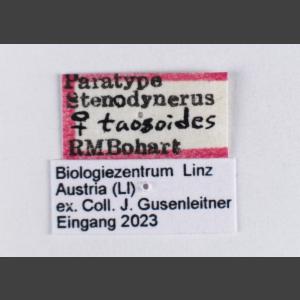 Paratype
Stenodynerus
♀ taosoides
RMBohart
Biologiezentrum Linz
Austria (LI)
ex. Coll. J. Gusenleitner
Eingang 2023